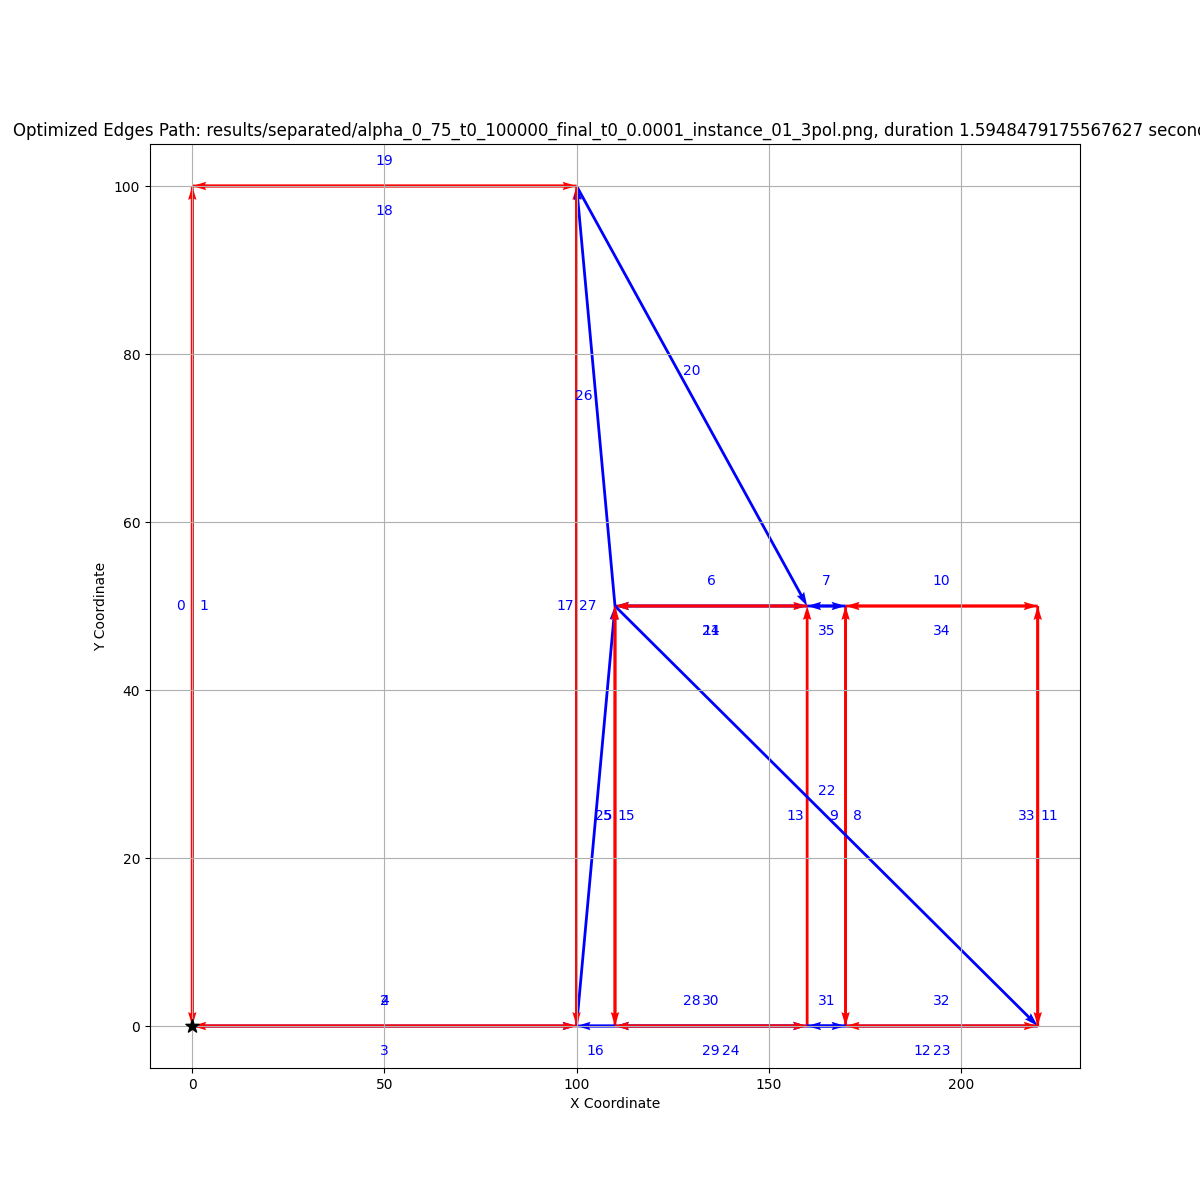 Optimized Edges Path: results/separated/alpha_0_75_t0_100000_final_t0_0.0001_instance_01_3pol.png, duration 1.5948479175567627 secon
19
100
18
80
20
26
60
6 7 10
0 1 17 27
35 34
Y Coordinate
40
22
5 15 13 9 8 33 11
20
28 30 31 32
0
3 16 29 24 12 23
0 50 100 150 200
X Coordinate